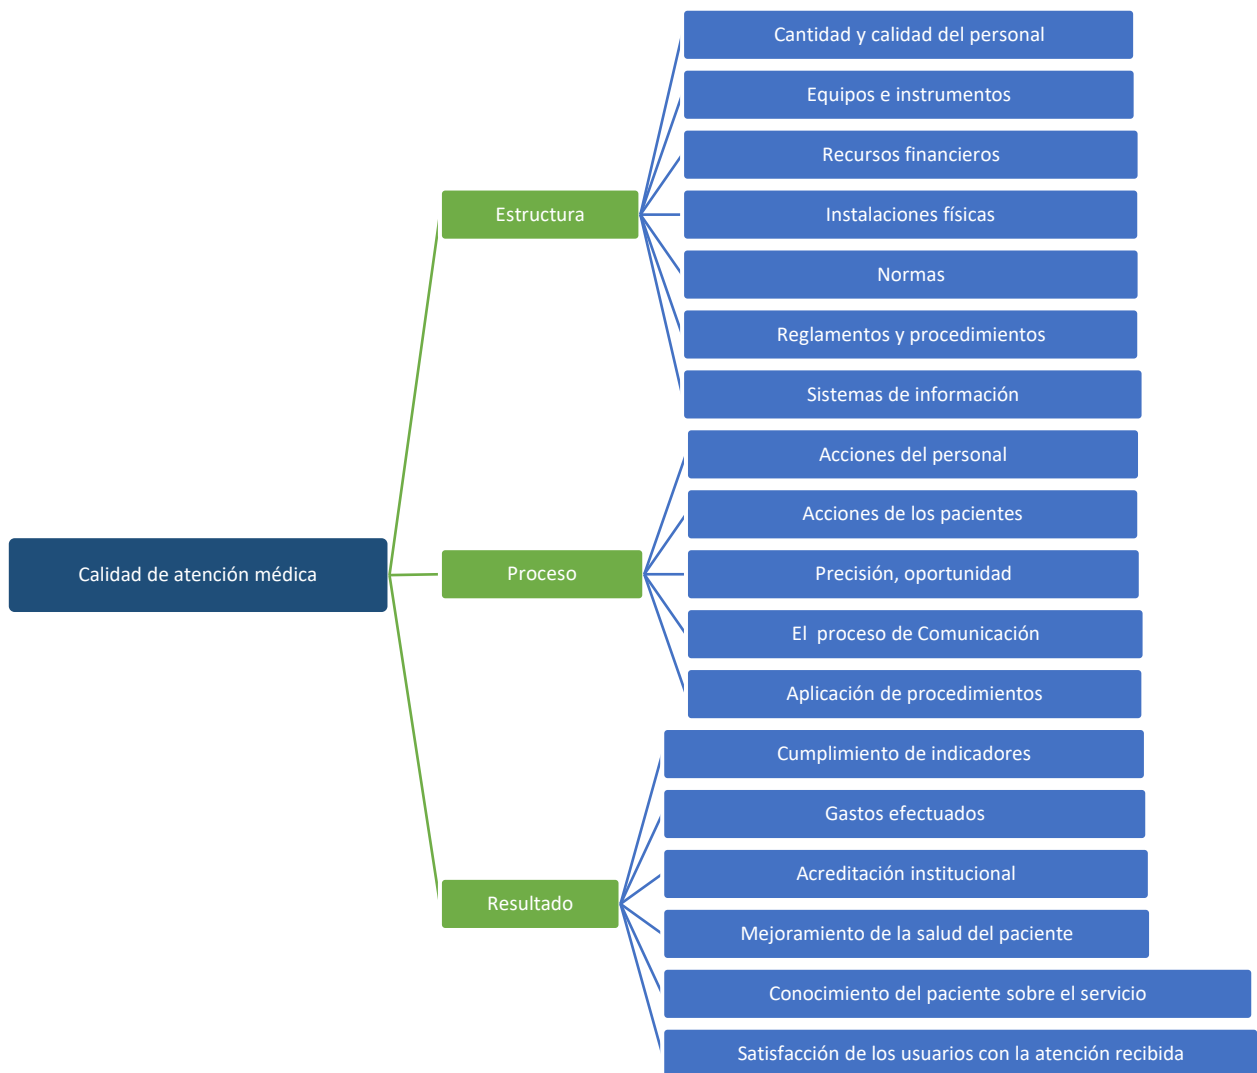 Calidad de atención médica
Estructura
Cantidad y calidad del personal
Equipos e instrumentos
Recursos financieros
Instalaciones físicas
Normas
Reglamentos y procedimientos
Sistemas de información
Proceso
Acciones del personal
Acciones de los pacientes
Precisión, oportunidad
El  proceso de Comunicación
Aplicación de procedimientos
Resultado
Cumplimiento de indicadores
Gastos efectuados
Acreditación institucional
Mejoramiento de la salud del paciente
Conocimiento del paciente sobre el servicio
Satisfacción de los usuarios con la atención recibida